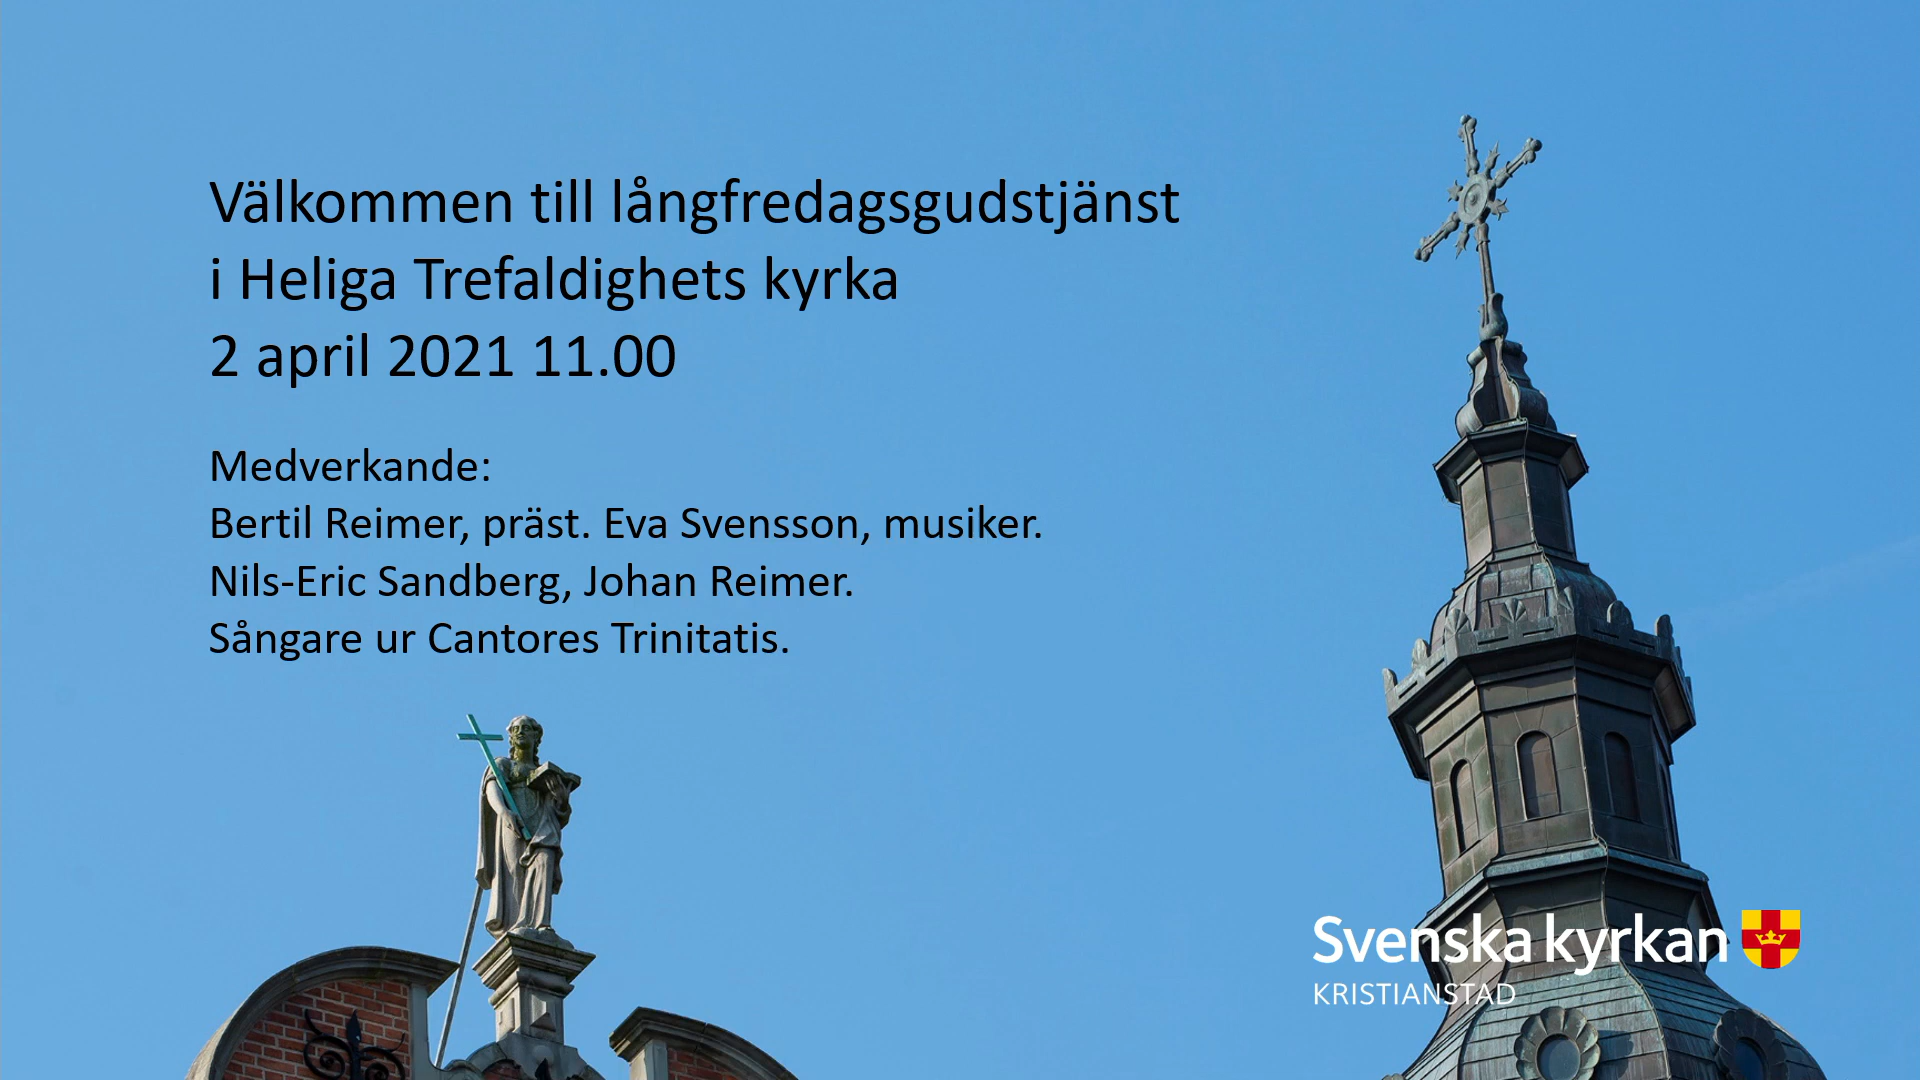 Välkommen till långfredagsgudstjänst
i Heliga Trefaldighets kyrka
2 april 2021 11.00
Medverkande:
Bertil Reimer, präst. Eva Svensson, musiker.
Nils-Eric Sandberg, Johan Reimer.
Sångare ur Cantores Trinitatis.
Svenska kyrkan
KRISTIANSTAD